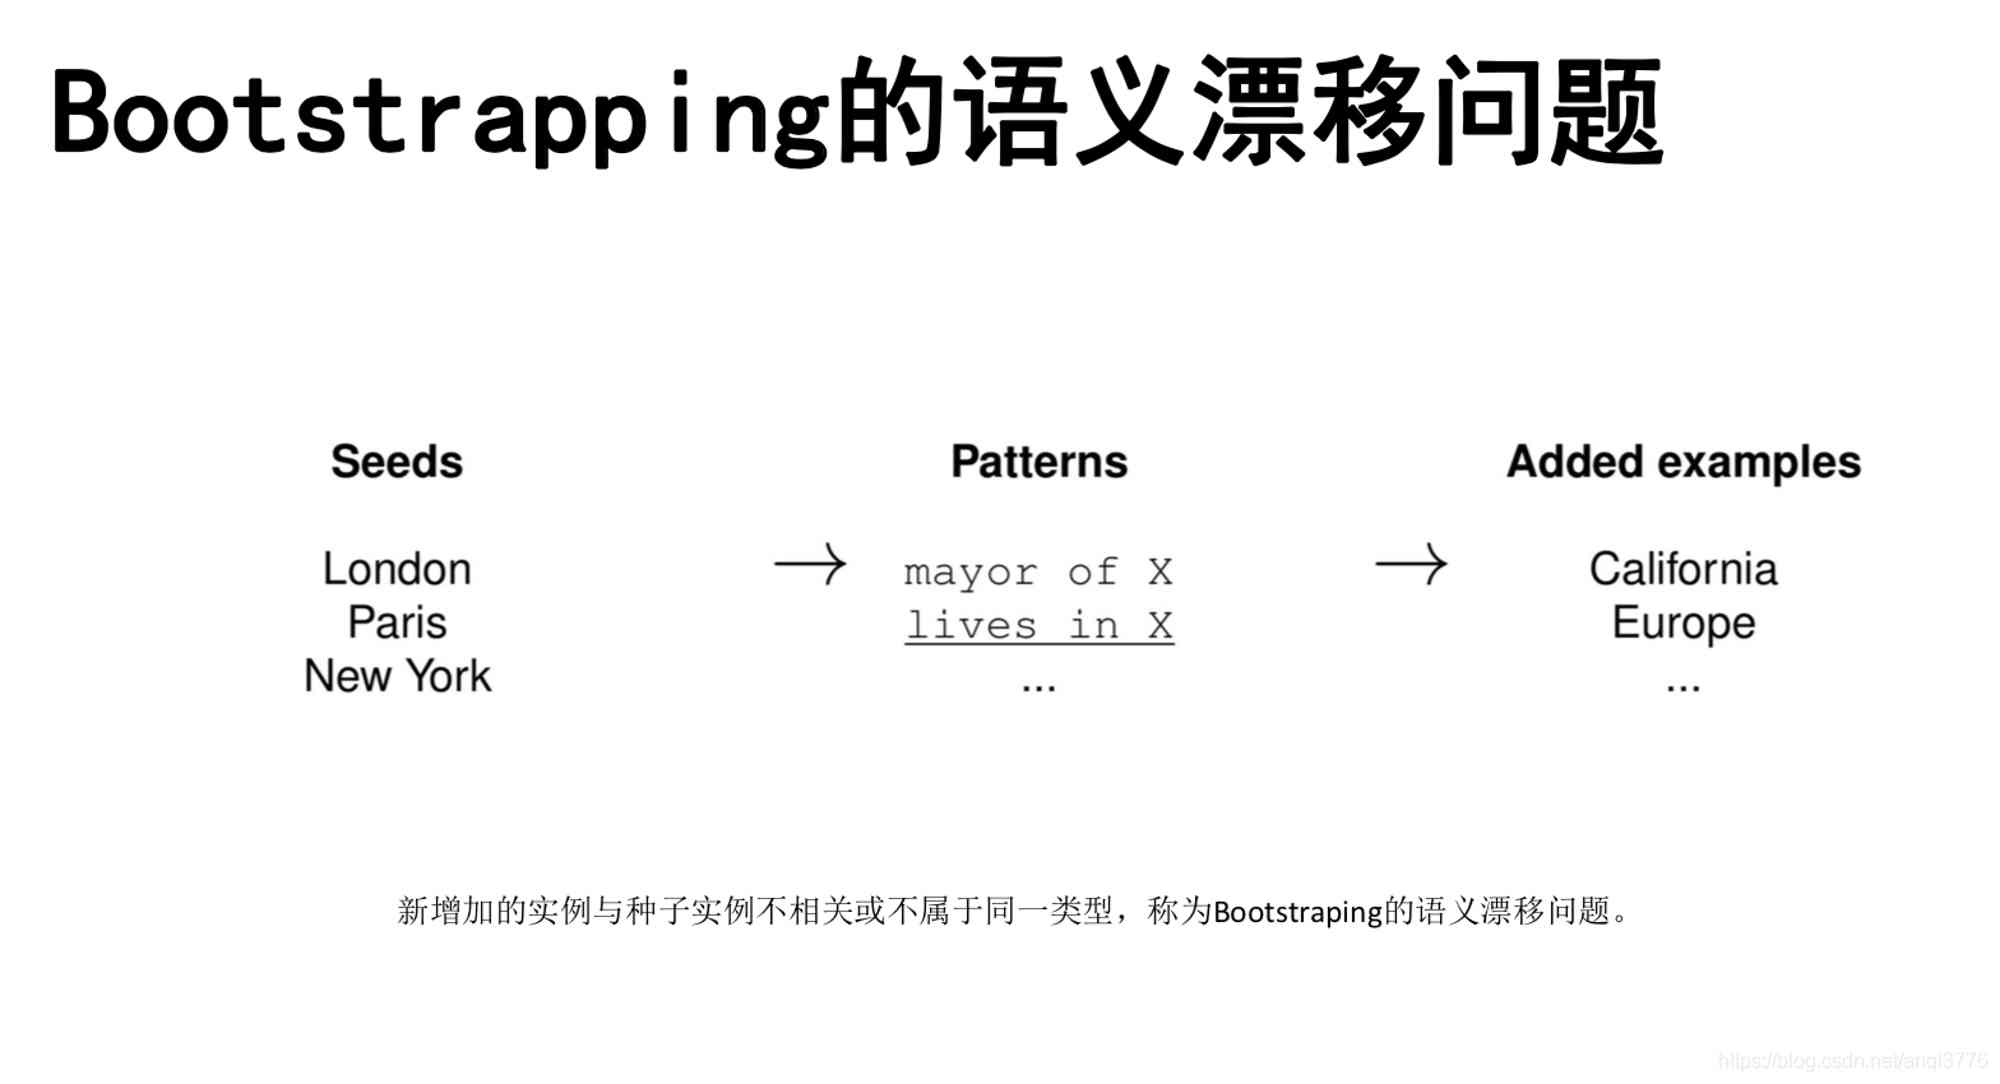 Bootstrapping的语义漂移问题
Seeds
London
Paris
New York
→
Patterns
mayor of X
lives in X
...
→
Added examples
California
Europe
...
新增加的实例与种子实例不相关或不属于同一类型，称为Bootstraping的语义漂移问题。
https://blog.csdn.net/anql3776